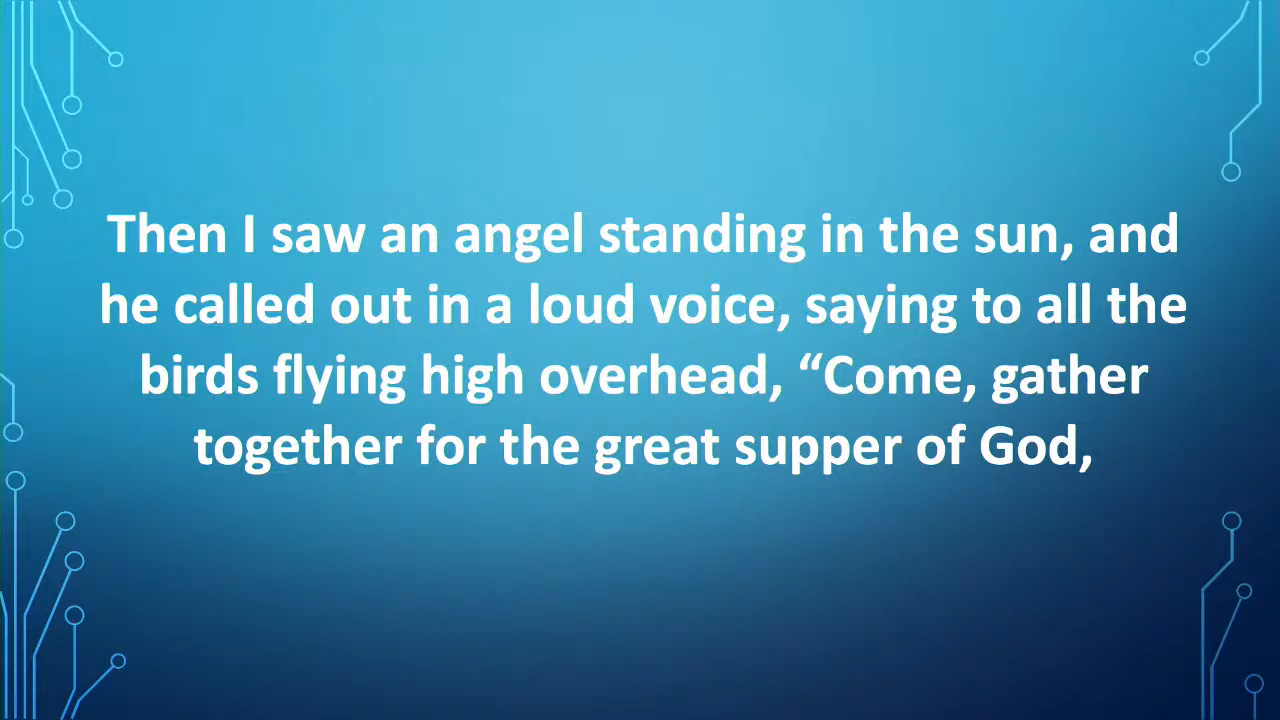 Then I saw an angel standing in the sun, and
he called out in a loud voice, saying to all the
birds flying high overhead, “Come, gather
together for the great supper of God,